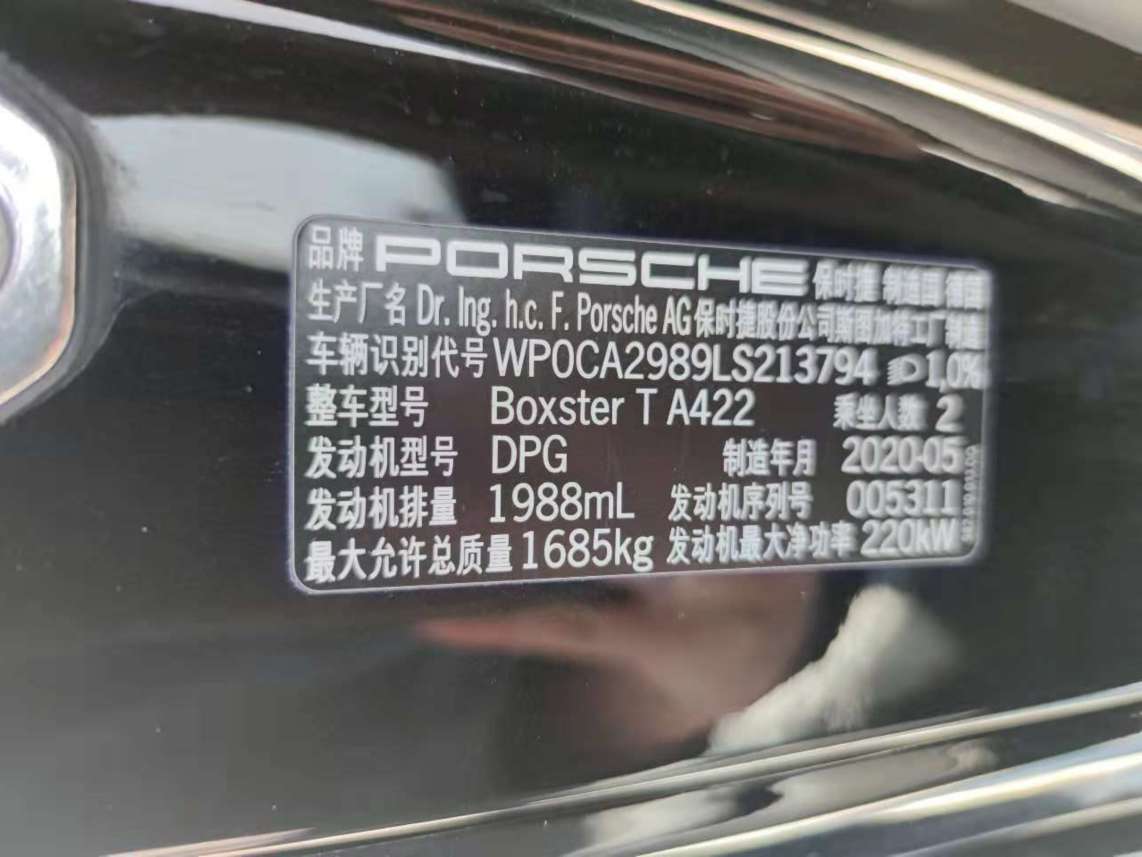 品牌 PORSCHE 保时捷 制造国 德国
生产厂名 Dr. Ing. h.c. F. Porsche AG 保时捷股份公司斯图加特工厂制造
车辆识别代号 WP0CA2989LS213794 1,0%
整车型号 Boxster T A422 乘坐人数 2
发动机型号 DPG 制造年月 2020-05
发动机排量 1988mL 发动机序列号 005311
最大允许总质量 1685kg 发动机最大净功率 220kW